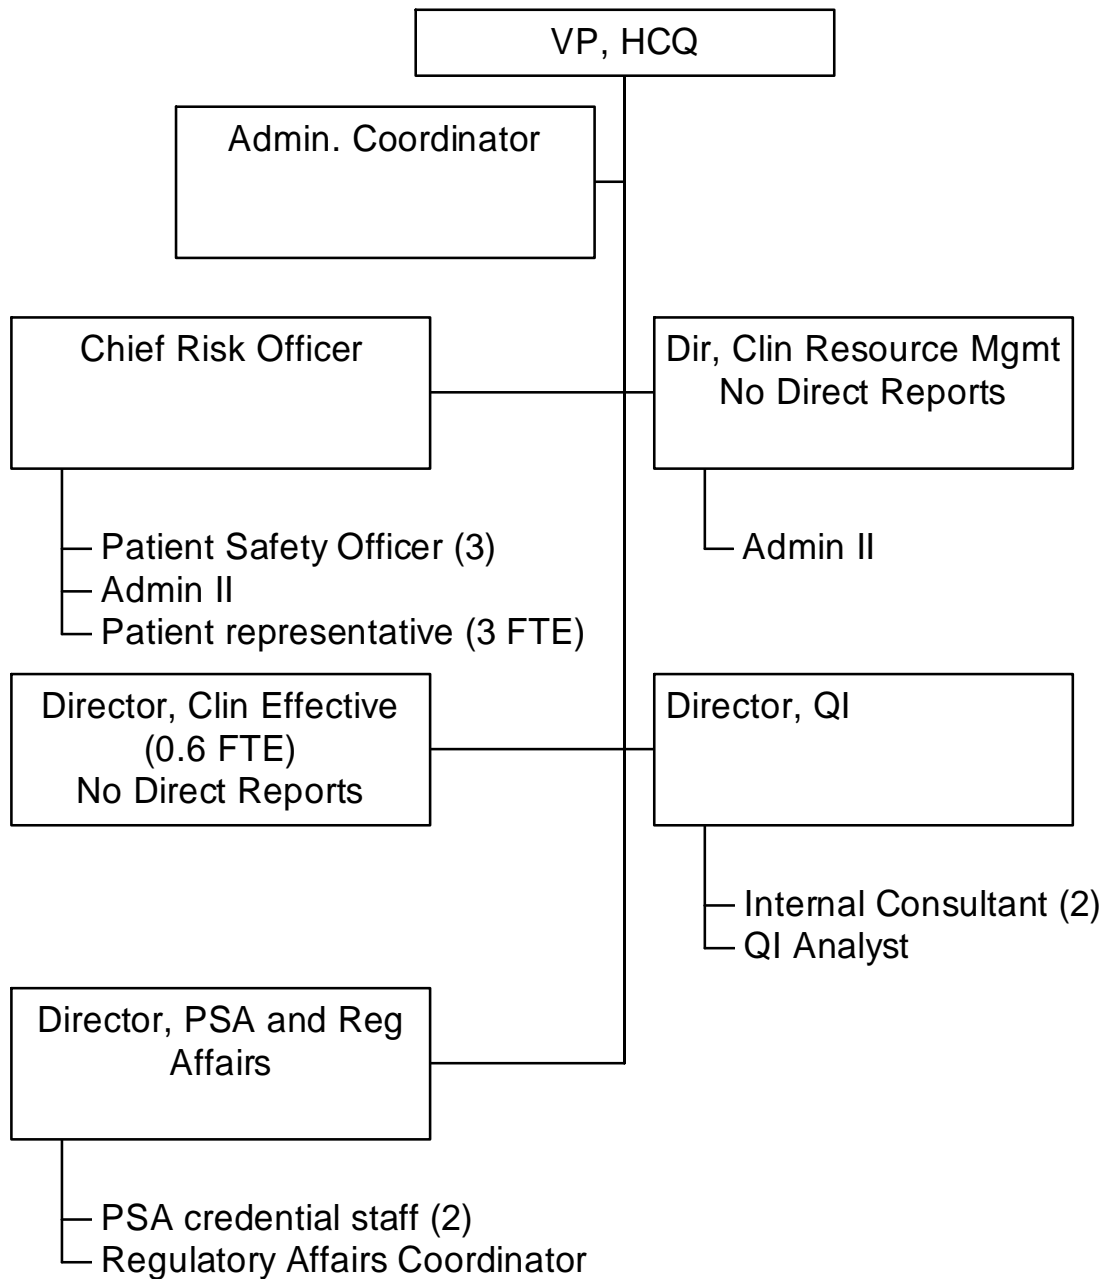 VP, HCQ
Admin. Coordinator
Chief Risk Officer
Dir, Clin Resource Mgmt
No Direct Reports
Patient Safety Officer (3)
Admin II
Patient representative (3 FTE)
Admin II
Director, Clin Effective
(0.6 FTE)
No Direct Reports
Director, QI
Internal Consultant (2)
QI Analyst
Director, PSA and Reg
Affairs
PSA credential staff (2)
Regulatory Affairs Coordinator